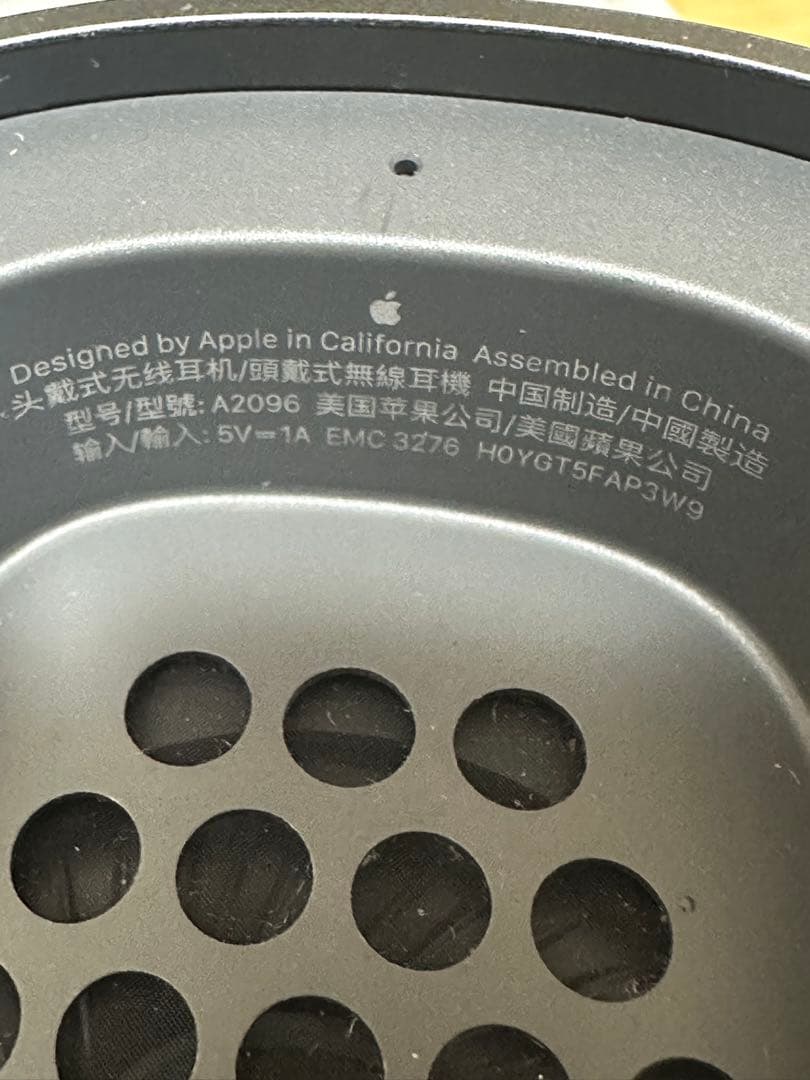 Designed by Apple in California Assembled in China
头戴式无线耳机/頭戴式無線耳機 中国制造/中國製造
型号/型號: A2096 美国苹果公司/美國蘋果公司
输入/輸入: 5V⎓1A EMC 3276 H0YGT5FAP3W9